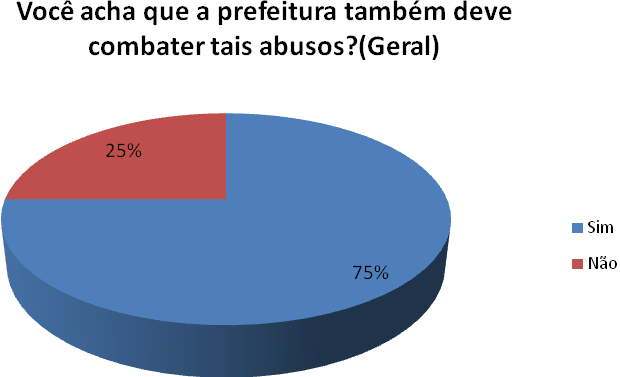 Você acha que a prefeitura também deve
combater tais abusos?(Geral)
25%
75%
Sim
Não